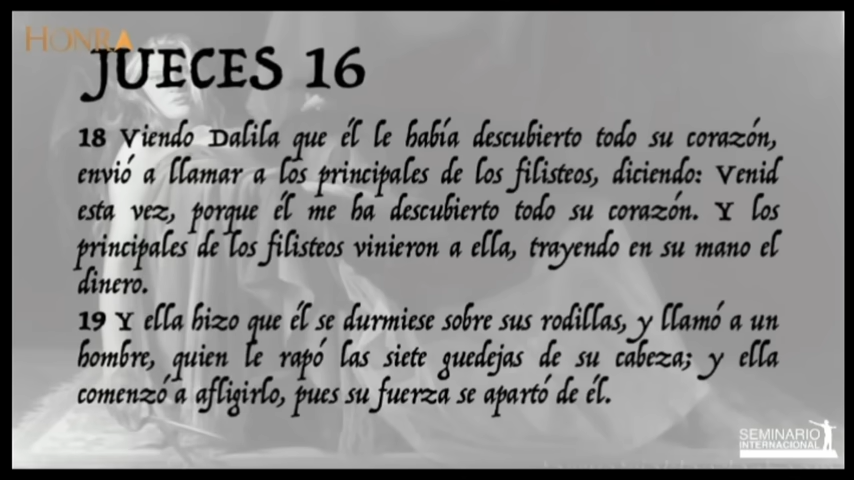 HONRA
JUECES 16
18 Viendo Dalila que él le había descubierto todo su corazón,
envió a llamar a los principales de los filisteos, diciendo: Venid
esta vez, porque él me ha descubierto todo su corazón. Y los
principales de los filisteos vinieron a ella, trayendo en su mano el
dinero.
19 Y ella hizo que él se durmiese sobre sus rodillas, y llamó a un
hombre, quien le rapó las siete guedejas de su cabeza; y ella
comenzó a afligirlo, pues su fuerza se apartó de él.
SEMINARIO
INTERNACIONAL